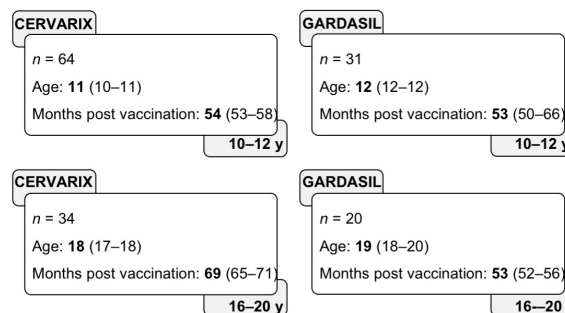 CERVARIX
n = 64
Age: 11 (10–11)
Months post vaccination: 54 (53–58)
10–12 y
GARDASIL
n = 31
Age: 12 (12–12)
Months post vaccination: 53 (50–66)
10–12 y
CERVARIX
n = 34
Age: 18 (17–18)
Months post vaccination: 69 (65–71)
16–20 y
GARDASIL
n = 20
Age: 19 (18–20)
Months post vaccination: 53 (52–56)
16–20